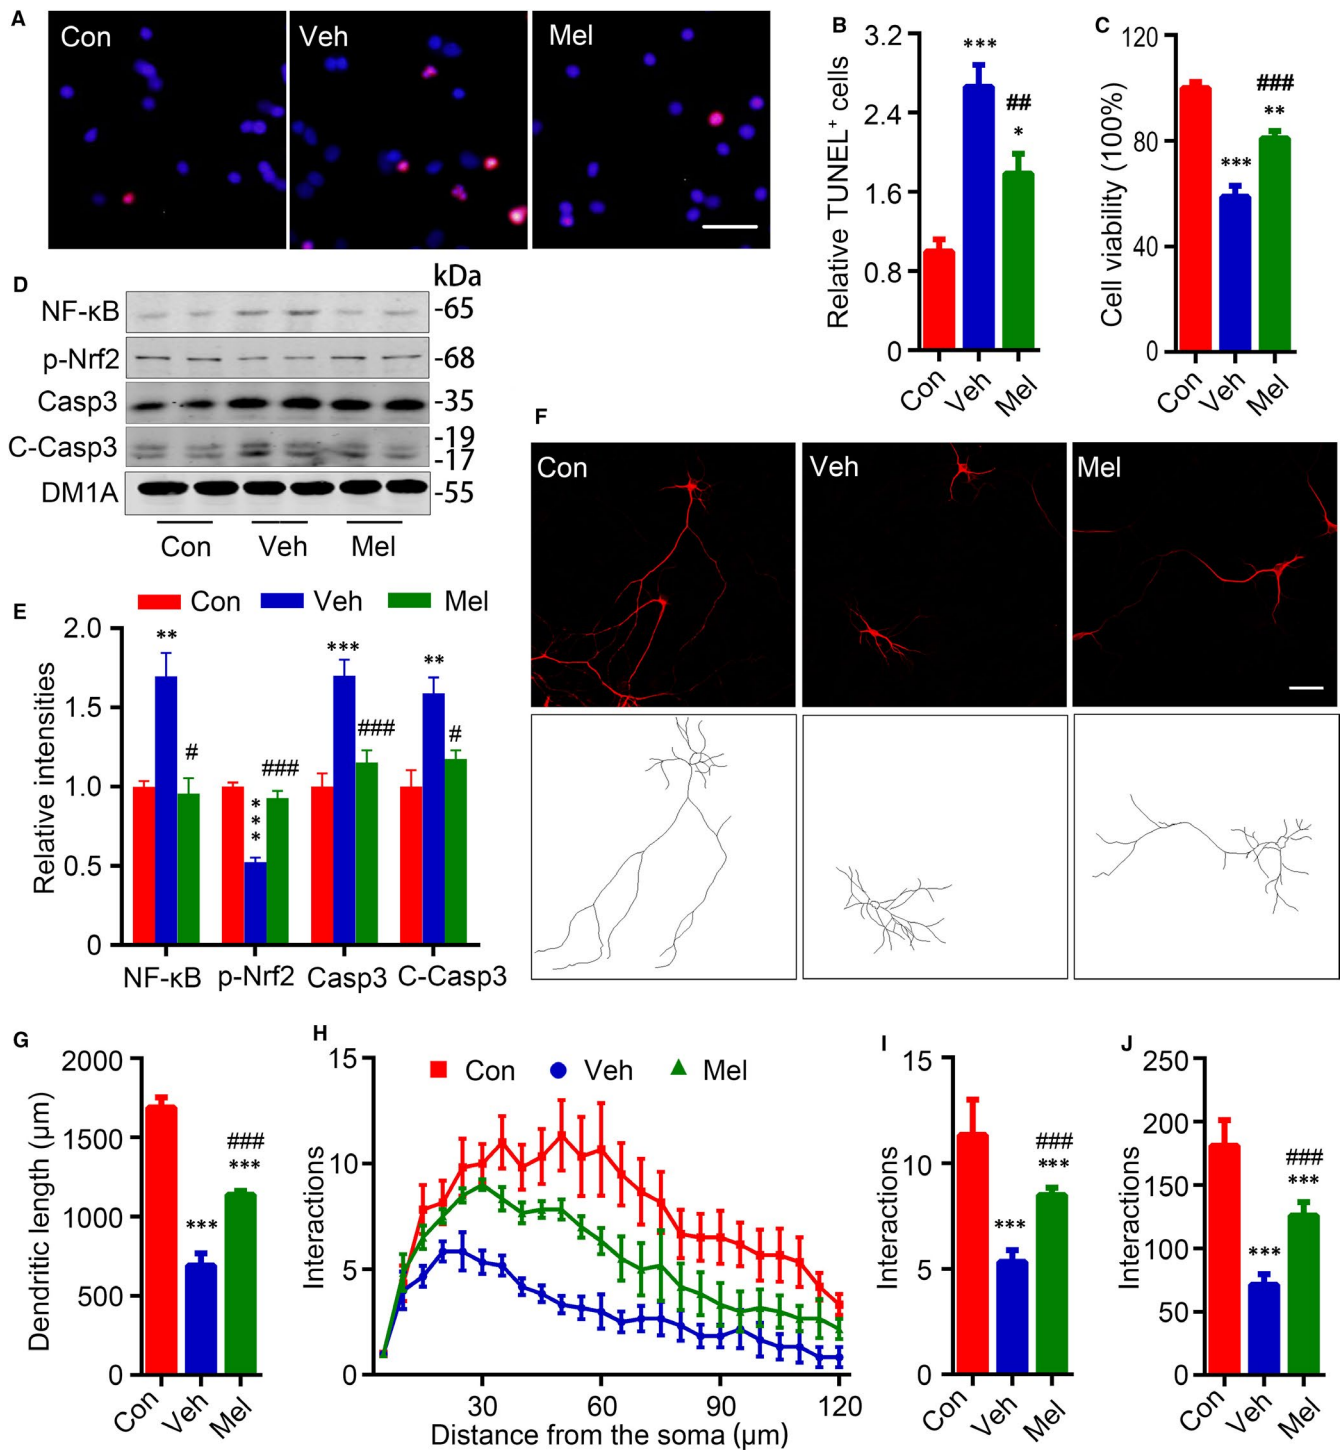 A
Con
Veh
Mel
B
Relative TUNEL⁺ cells
3.2
2.4
1.6
0.8
0
***
##
*
Con
Veh
Mel
C
Cell viability (100%)
120
80
40
0
***
###
**
Con
Veh
Mel
D
kDa
NF-κB
-65
p-Nrf2
-68
Casp3
-35
C-Casp3
-19
-17
DM1A
-55
Con
Veh
Mel
E
Con
Veh
Mel
Relative intensities
2.0
1.5
1.0
0.5
0
**
#
***
###
***
###
**
#
NF-κB
p-Nrf2
Casp3
C-Casp3
F
Con
Veh
Mel
G
Dendritic length (µm)
2000
1500
1000
500
0
***
###
***
Con
Veh
Mel
H
Con
Veh
Mel
Interactions
15
10
5
0
30
60
90
120
Distance from the soma (µm)
I
Interactions
15
10
5
0
***
###
***
Con
Veh
Mel
J
Interactions
250
200
150
100
50
0
***
###
***
Con
Veh
Mel